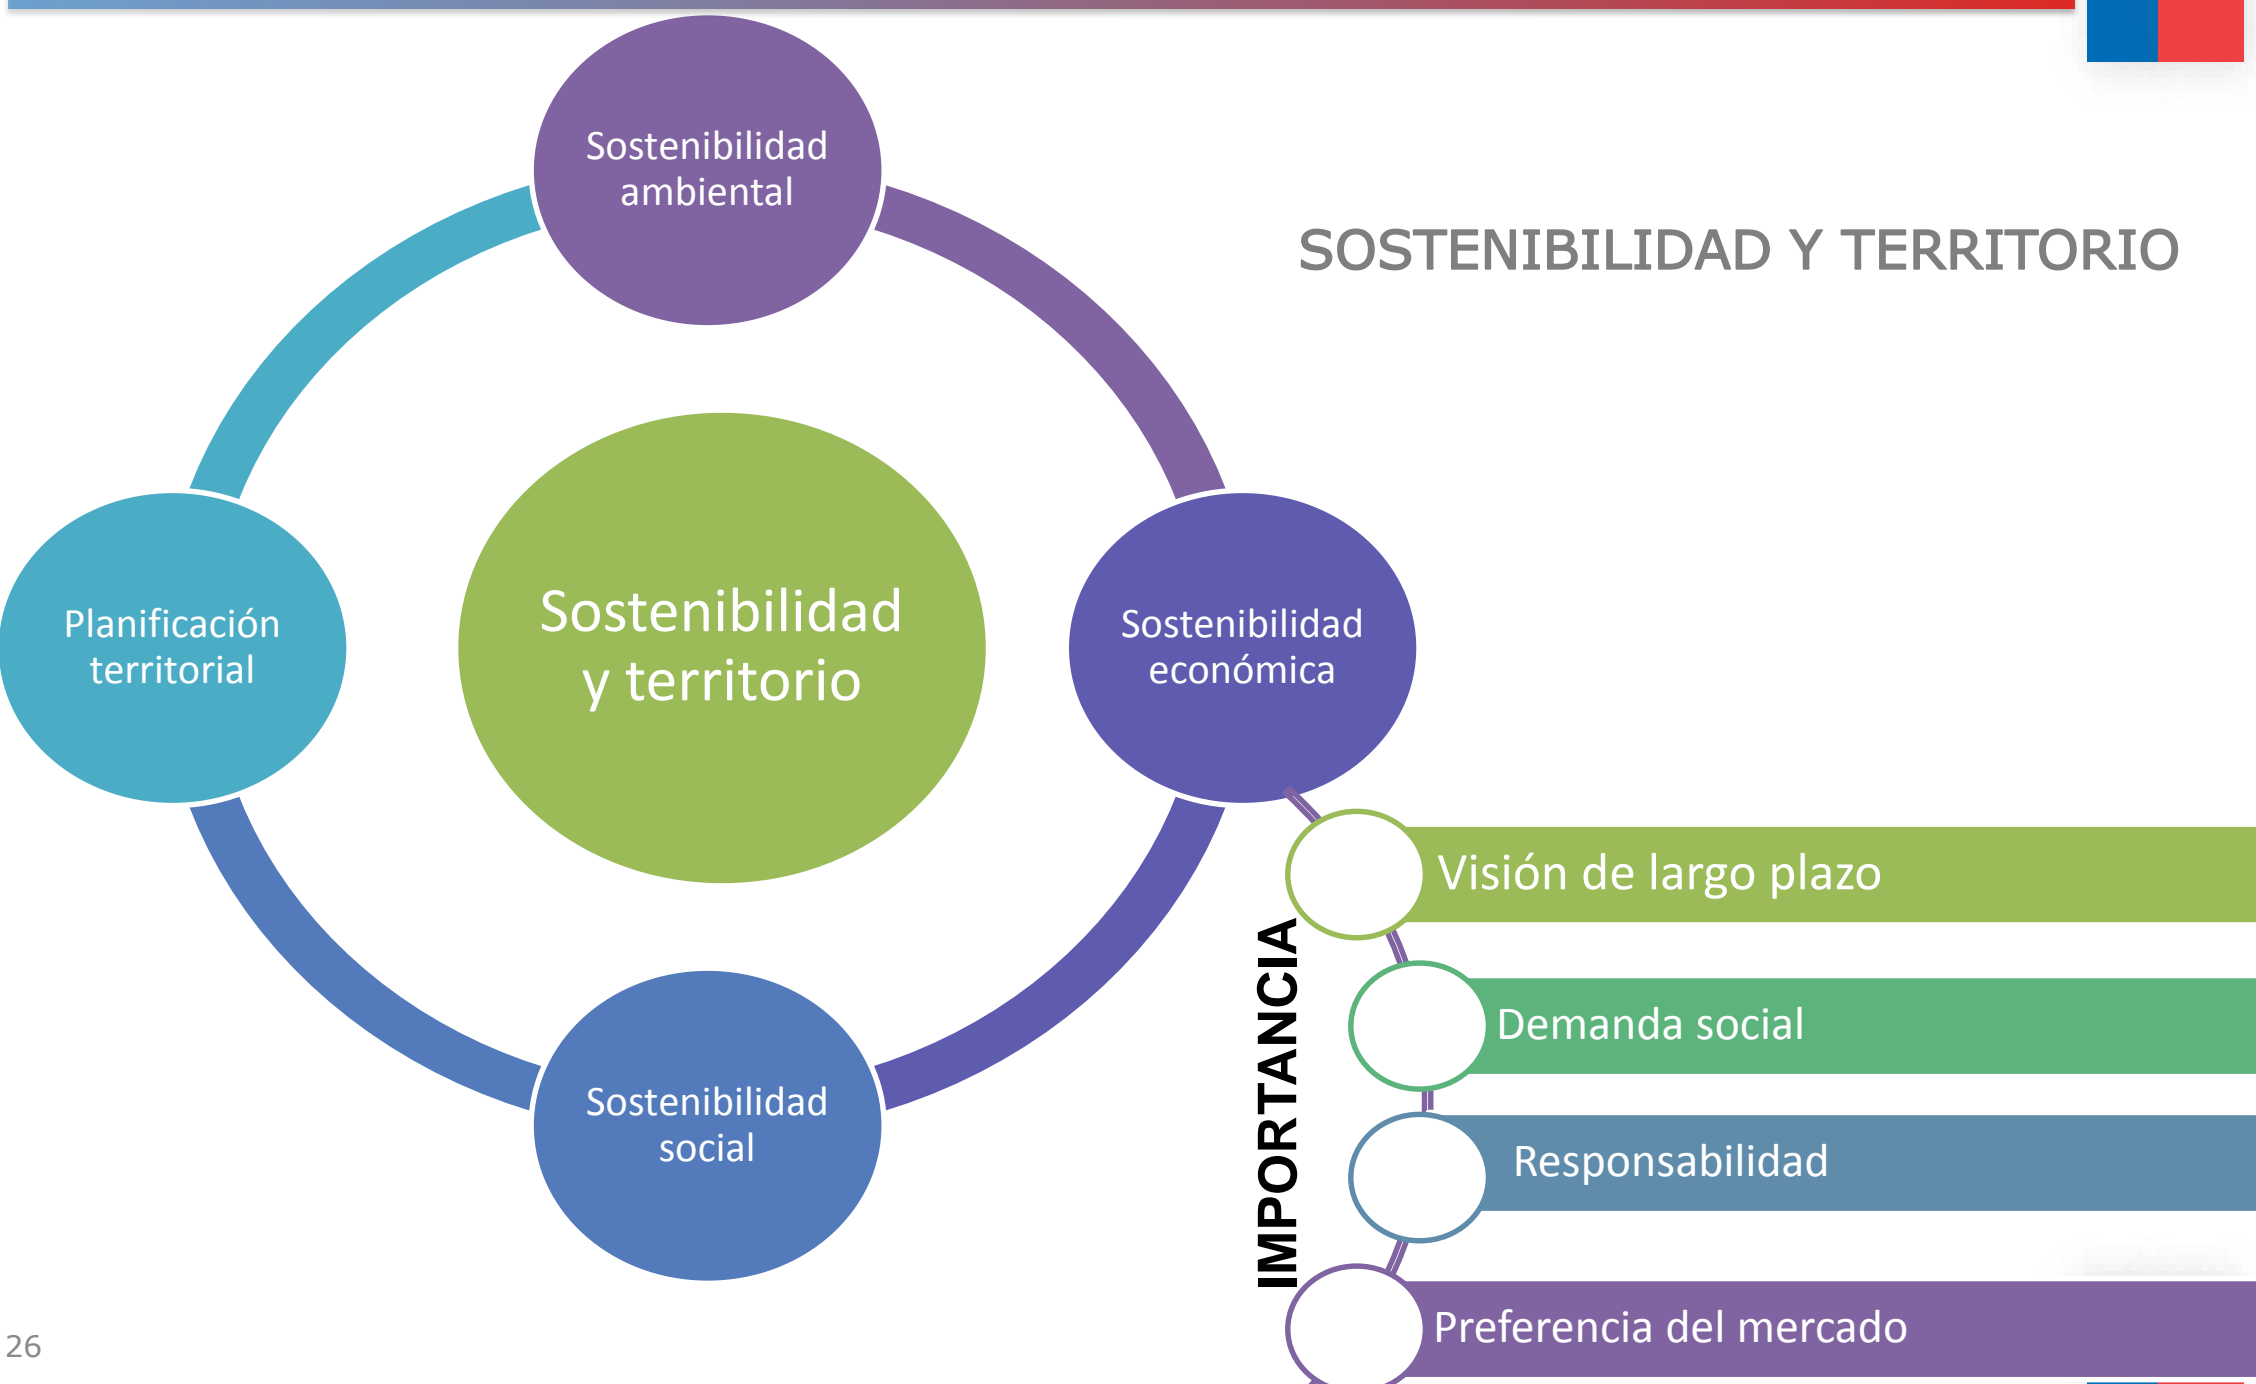 SOSTENIBILIDAD Y TERRITORIO
Sostenibilidad
ambiental
Sostenibilidad
y territorio
Planificación
territorial
Sostenibilidad
económica
Sostenibilidad
social
IMPORTANCIA
Visión de largo plazo
Demanda social
Responsabilidad
Preferencia del mercado
26